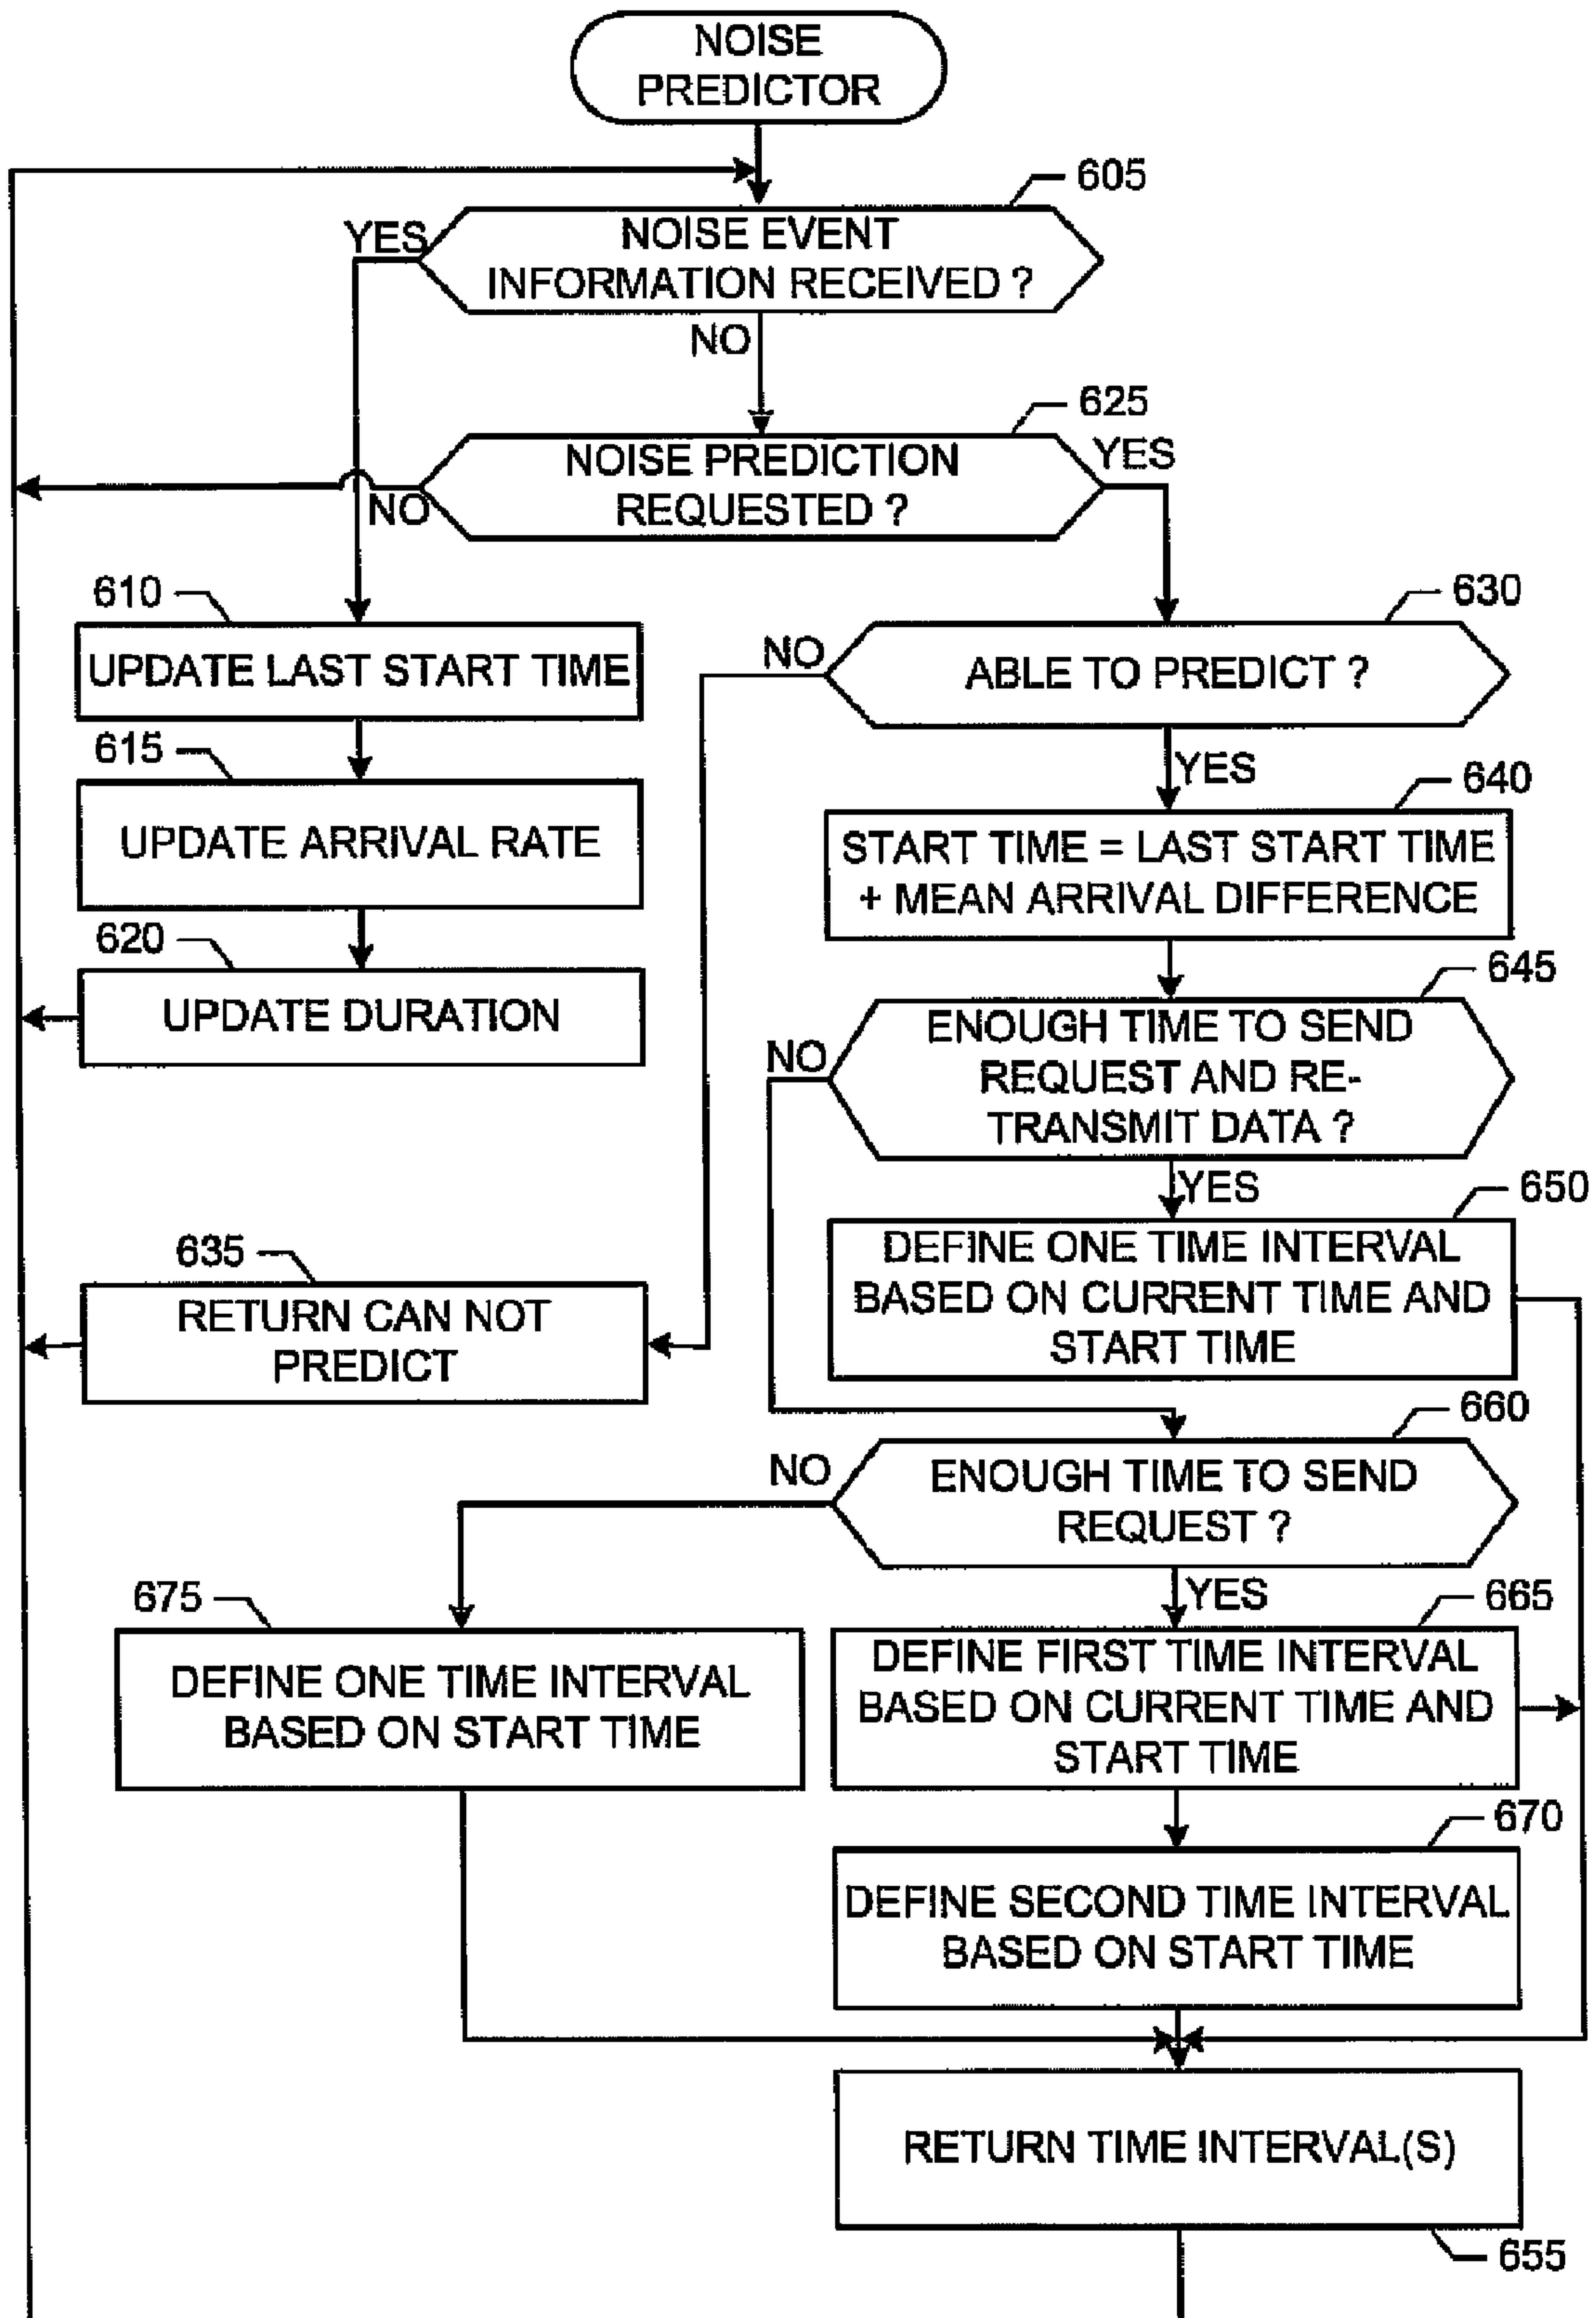 NOISE
PREDICTOR
605
YES
NOISE EVENT
INFORMATION RECEIVED ?
NO
625
NOISE PREDICTION
REQUESTED ?
YES
NO
610
UPDATE LAST START TIME
630
NO
ABLE TO PREDICT ?
615
UPDATE ARRIVAL RATE
YES
640
START TIME = LAST START TIME
+ MEAN ARRIVAL DIFFERENCE
620
UPDATE DURATION
645
NO
ENOUGH TIME TO SEND
REQUEST AND RE-
TRANSMIT DATA ?
YES
650
DEFINE ONE TIME INTERVAL
BASED ON CURRENT TIME AND
START TIME
635
RETURN CAN NOT
PREDICT
660
NO
ENOUGH TIME TO SEND
REQUEST ?
YES
675
DEFINE ONE TIME INTERVAL
BASED ON START TIME
665
DEFINE FIRST TIME INTERVAL
BASED ON CURRENT TIME AND
START TIME
670
DEFINE SECOND TIME INTERVAL
BASED ON START TIME
RETURN TIME INTERVAL(S)
655